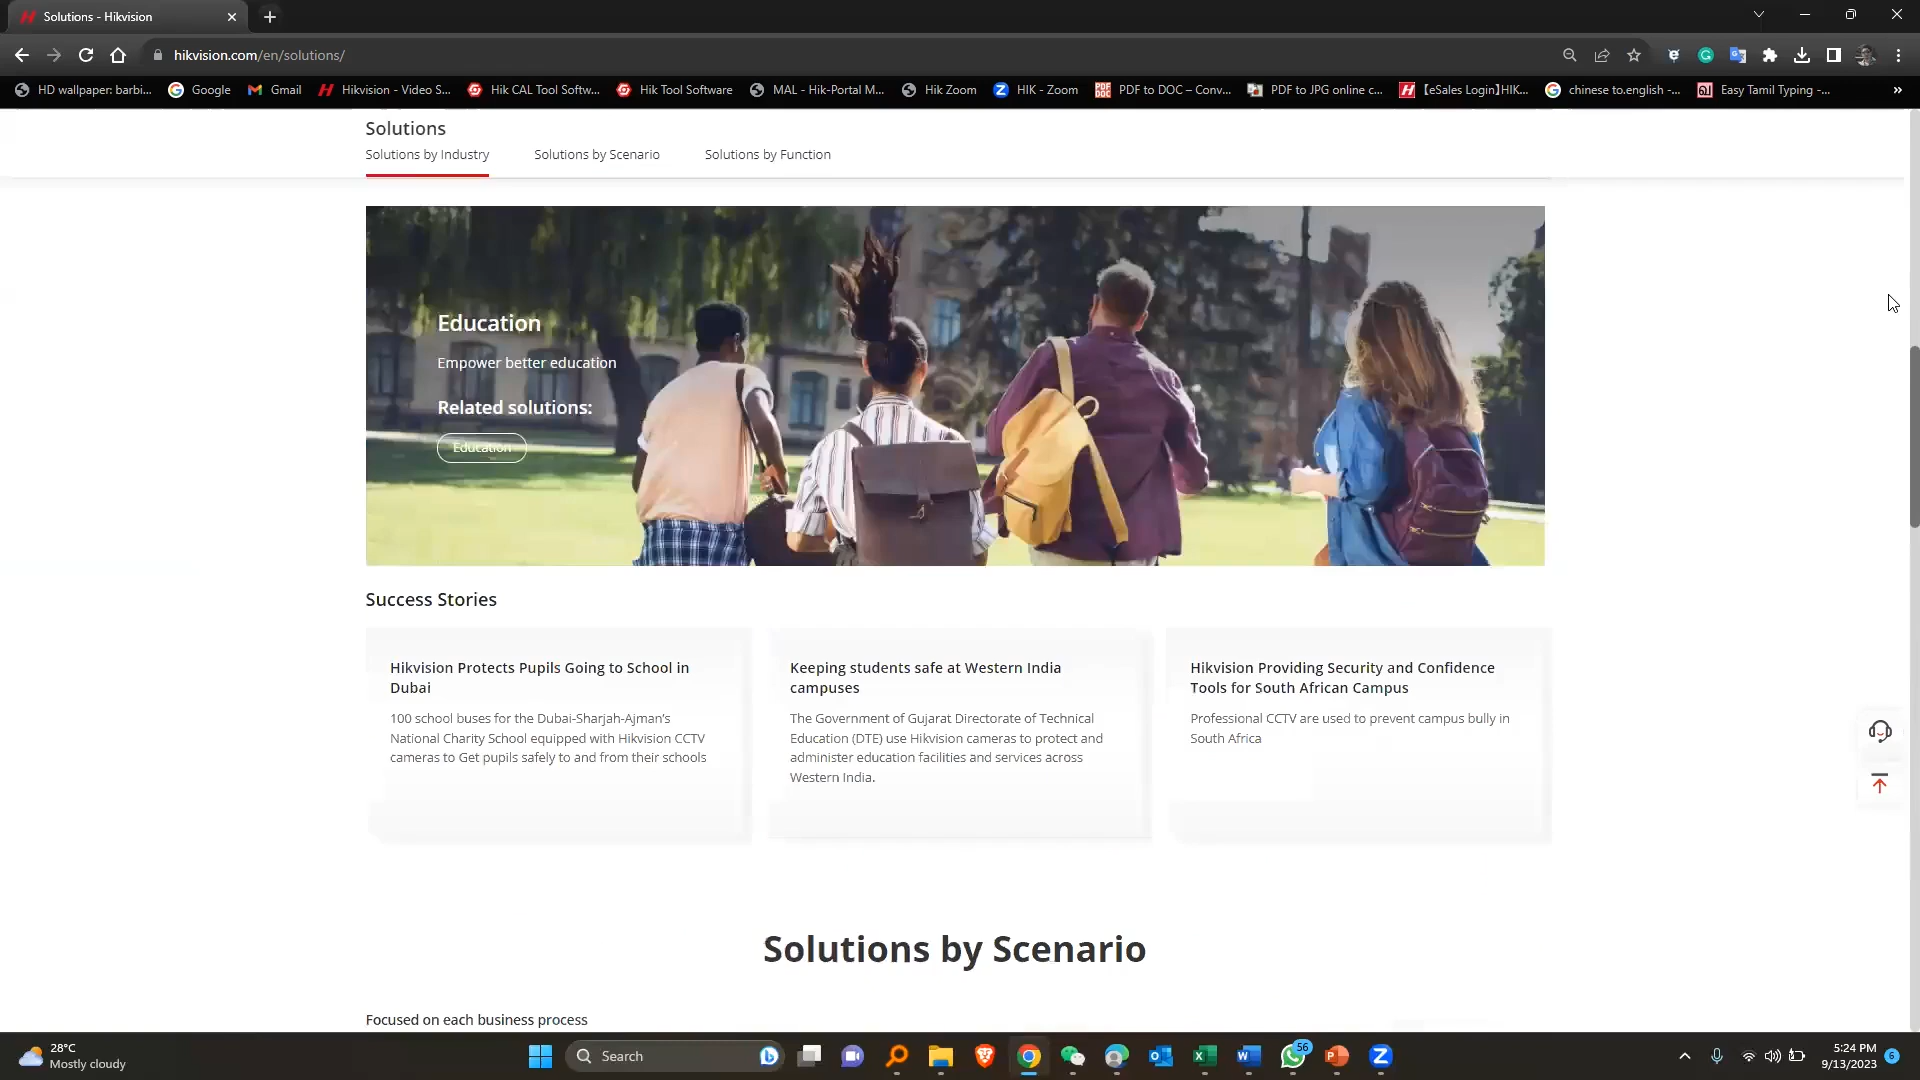 Solutions - Hikvision
hikvision.com/en/solutions/
HD wallpaper: barbi...
Google
Gmail
Hikvision - Video S...
Hik CAL Tool Softw...
Hik Tool Software
MAL - Hik-Portal M...
Hik Zoom
HIK - Zoom
PDF to DOC – Conv...
PDF to JPG online c...
【eSales Login】HIK...
chinese to.english -...
Easy Tamil Typing -...
»
Solutions
Solutions by Industry
Solutions by Scenario
Solutions by Function
Education
Empower better education
Related solutions:
Education
Success Stories
Hikvision Protects Pupils Going to School in
Dubai
100 school buses for the Dubai-Sharjah-Ajman's
National Charity School equipped with Hikvision CCTV
cameras to Get pupils safely to and from their schools
Keeping students safe at Western India
campuses
The Government of Gujarat Directorate of Technical
Education (DTE) use Hikvision cameras to protect and
administer education facilities and services across
Western India.
Hikvision Providing Security and Confidence
Tools for South African Campus
Professional CCTV are used to prevent campus bully in
South Africa
Solutions by Scenario
Focused on each business process
28°C
Mostly cloudy
Search
56
5:24 PM
9/13/2023
6